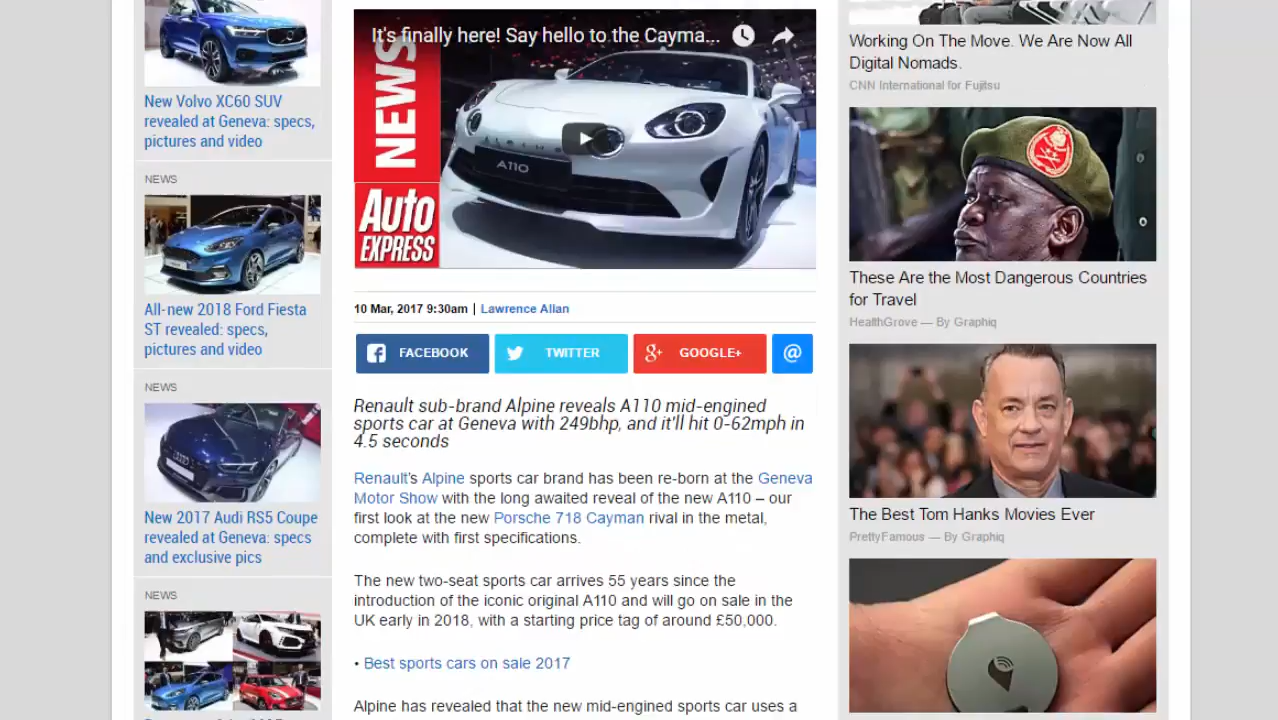 New Volvo XC60 SUV
revealed at Geneva: specs,
pictures and video
NEWS
All-new 2018 Ford Fiesta
ST revealed: specs,
pictures and video
NEWS
New 2017 Audi RS5 Coupe
revealed at Geneva: specs
and exclusive pics
NEWS
It's finally here! Say hello to the Cayma...
NEWS
ALPINE
A110
Auto
EXPRESS
10 Mar, 2017 9:30am | Lawrence Allan
FACEBOOK TWITTER GOOGLE+ @
Renault sub-brand Alpine reveals A110 mid-engined
sports car at Geneva with 249bhp, and it'll hit 0-62mph in
4.5 seconds
Renault's Alpine sports car brand has been re-born at the Geneva
Motor Show with the long awaited reveal of the new A110 – our
first look at the new Porsche 718 Cayman rival in the metal,
complete with first specifications.
The new two-seat sports car arrives 55 years since the
introduction of the iconic original A110 and will go on sale in the
UK early in 2018, with a starting price tag of around £50,000.
• Best sports cars on sale 2017
Alpine has revealed that the new mid-engined sports car uses a
Working On The Move. We Are Now All
Digital Nomads.
CNN International for Fujitsu
These Are the Most Dangerous Countries
for Travel
HealthGrove — By Graphiq
The Best Tom Hanks Movies Ever
PrettyFamous — By Graphiq